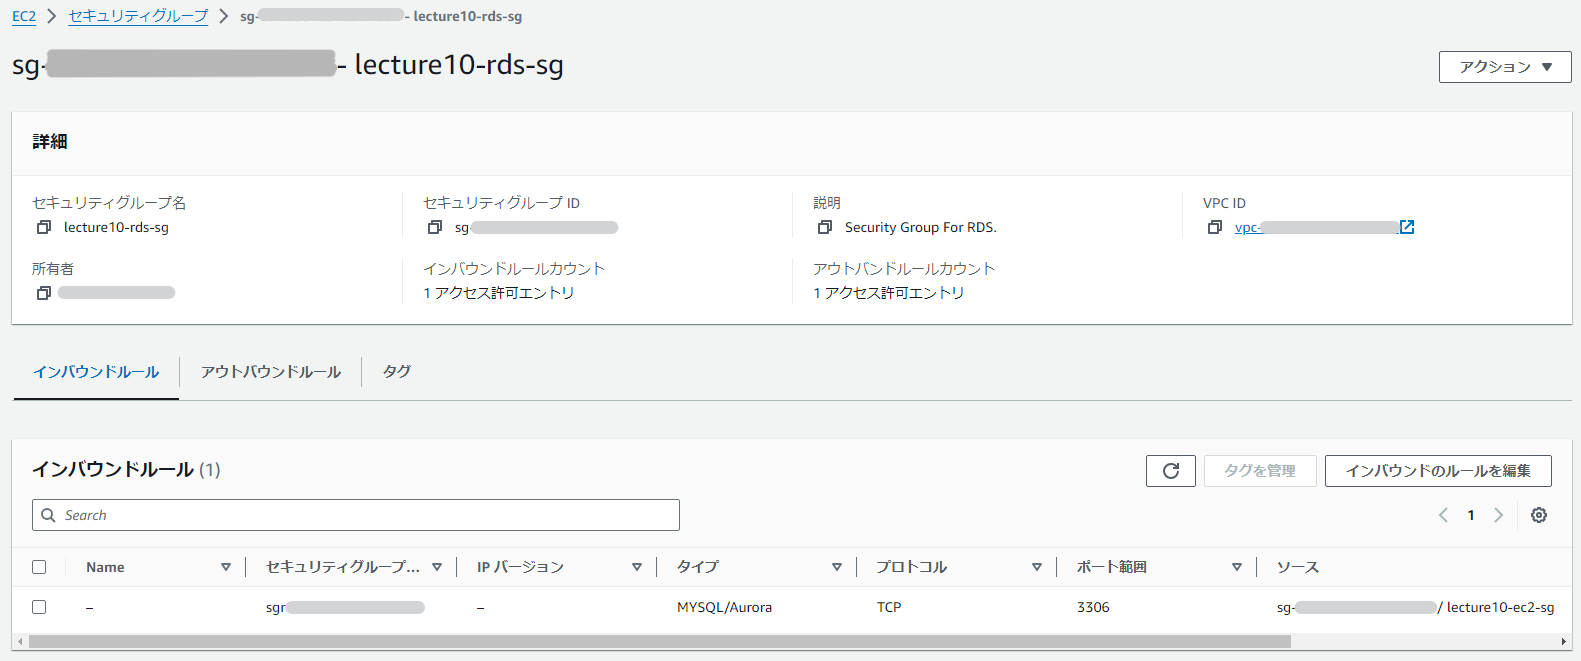 EC2 > セキュリティグループ > sg- - lecture10-rds-sg
sg- - lecture10-rds-sg
アクション ▼
詳細
セキュリティグループ名
lecture10-rds-sg
セキュリティグループ ID
sg-
説明
Security Group For RDS.
VPC ID
vpc-
所有者
インバウンドルールカウント
1 アクセス許可エントリ
アウトバンドルールカウント
1 アクセス許可エントリ
インバウンドルール
アウトバウンドルール
タグ
インバウンドルール (1)
タグを管理
インバウンドのルールを編集
Search
1
Name セキュリティグループ... IP バージョン タイプ プロトコル ポート範囲 ソース
– sgr – MYSQL/Aurora TCP 3306 sg- / lecture10-ec2-sg